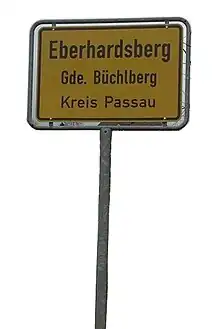 Eberhardsberg
Gde. Büchlberg
Kreis Passau